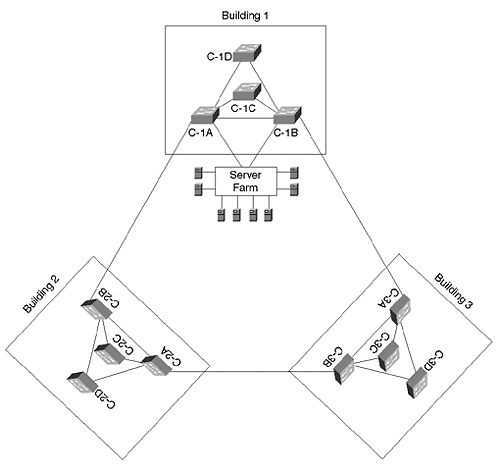 Building 1
C-1D
C-1C
C-1A
C-1B
Server
Farm
Building 2
C-2B
C-2C
C-2A
C-2D
Building 3
C-3A
C-3B
C-3C
C-3D